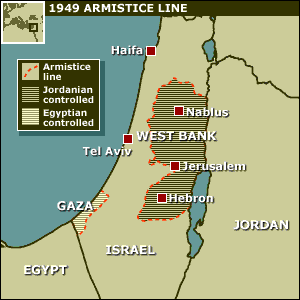 1949 ARMISTICE LINE
Haifa
Armistice
line
Jordanian
controlled
Egyptian
controlled
Nablus
WEST BANK
Tel Aviv
Jerusalem
Hebron
GAZA
JORDAN
ISRAEL
EGYPT